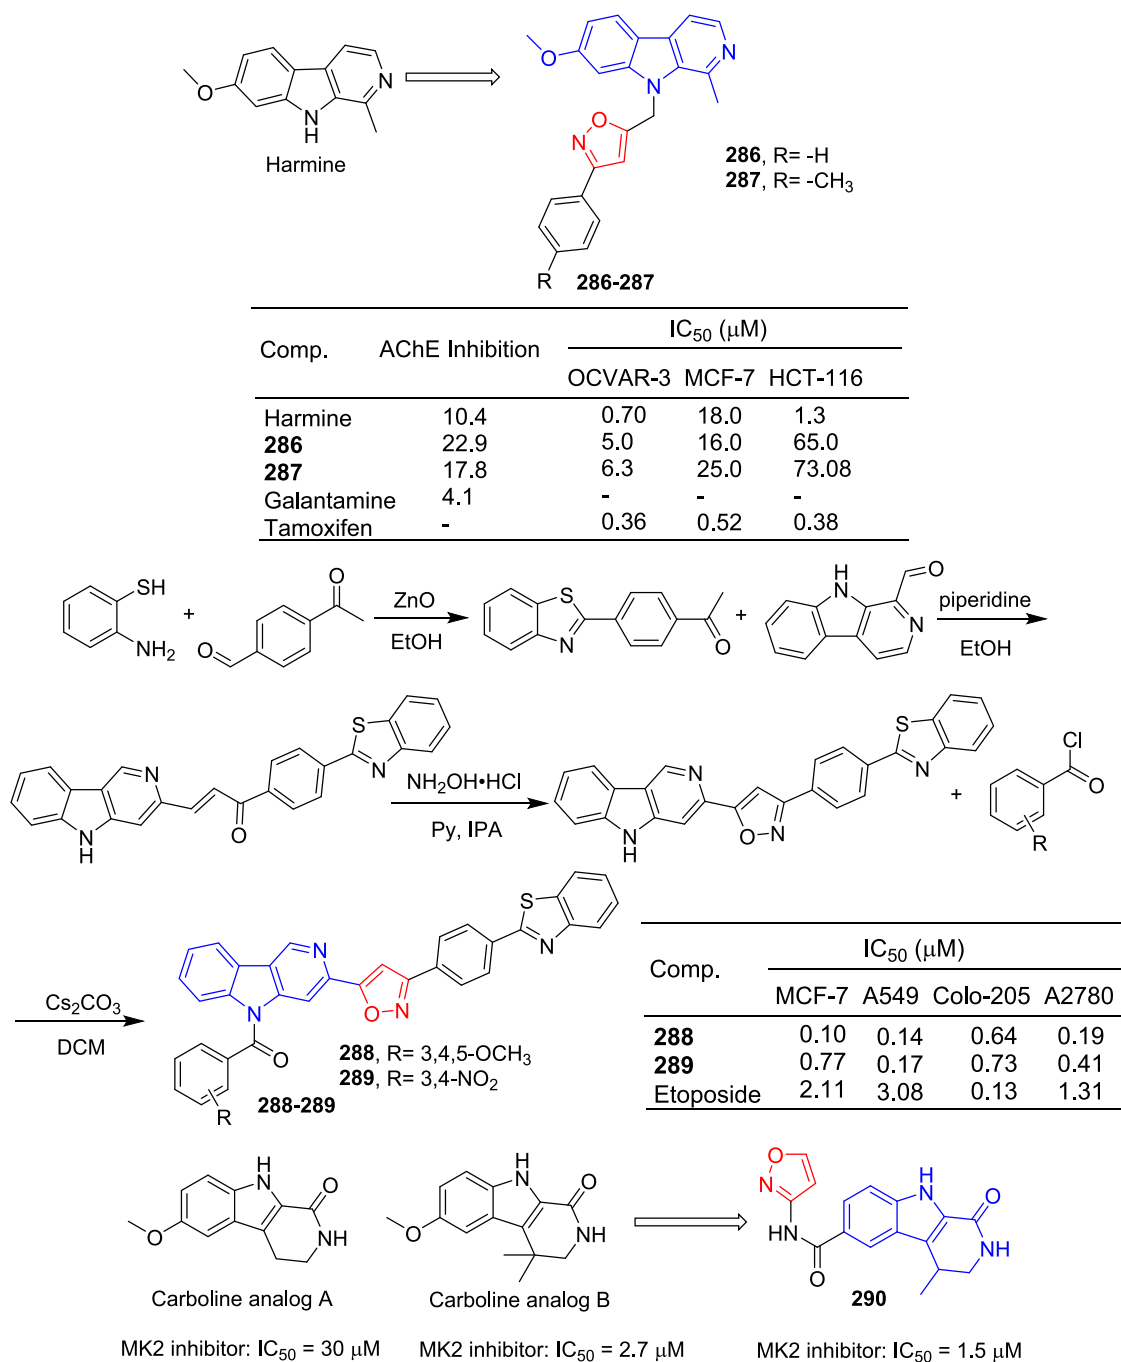 Harmine
O
N
H
N
O
N
N
O
N
R
286, R= -H
287, R= -CH3
286-287
Comp. AChE Inhibition IC50 (μM)
OCVAR-3 MCF-7 HCT-116
Harmine 10.4 0.70 18.0 1.3
286 22.9 5.0 16.0 65.0
287 17.8 6.3 25.0 73.08
Galantamine 4.1 - - -
Tamoxifen - 0.36 0.52 0.38
SH
NH2
+
O
O
ZnO
EtOH
S
N
O
+
N
H
O
N
piperidine
EtOH
N
N
H
O
S
N
NH2OH•HCl
Py, IPA
N
N
H
O
N
S
N
+
Cl
O
R
Cs2CO3
DCM
N
N
O
R
O
N
S
N
288, R= 3,4,5-OCH3
289, R= 3,4-NO2
288-289
Comp. IC50 (μM)
MCF-7 A549 Colo-205 A2780
288 0.10 0.14 0.64 0.19
289 0.77 0.17 0.73 0.41
Etoposide 2.11 3.08 0.13 1.31
H
N
O
NH
O
Carboline analog A
MK2 inhibitor: IC50 = 30 μM
H
N
O
NH
O
Carboline analog B
MK2 inhibitor: IC50 = 2.7 μM
O
N
HN
O
H
N
O
NH
290
MK2 inhibitor: IC50 = 1.5 μM